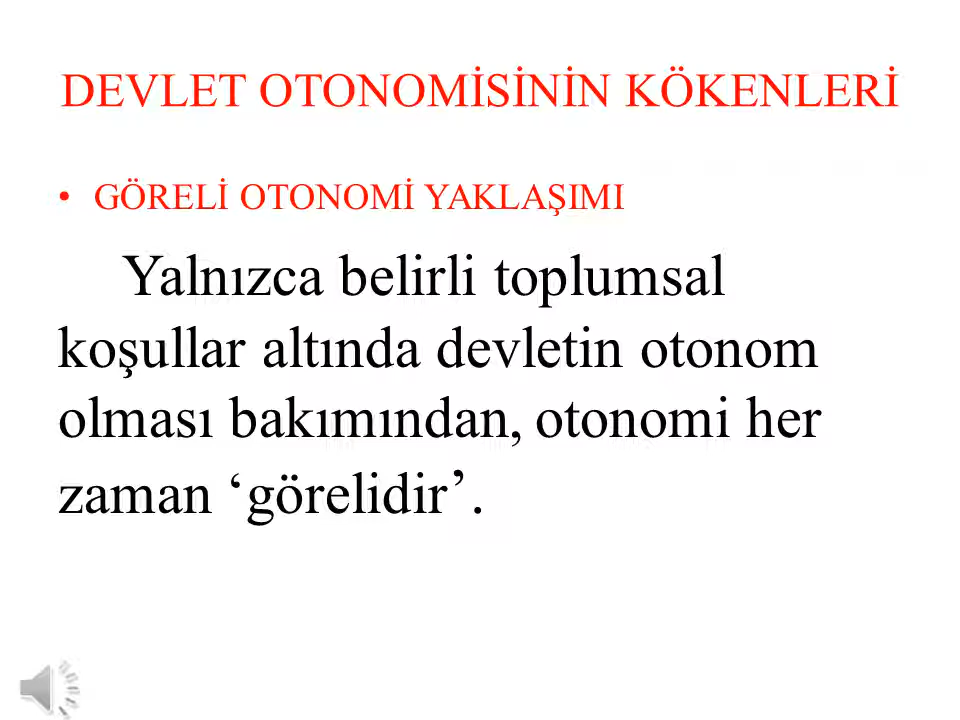 DEVLET OTONOMİSİNİN KÖKENLERİ
• GÖRELİ OTONOMİ YAKLAŞIMI
Yalnızca belirli toplumsal
koşullar altında devletin otonom
olması bakımından, otonomi her
zaman ‘görelidir’.